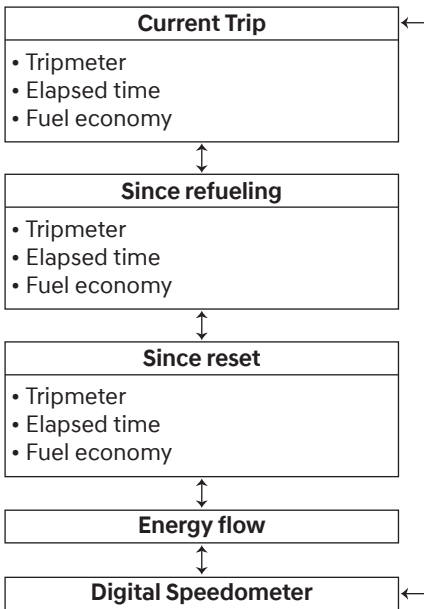 Current Trip
• Tripmeter
• Elapsed time
• Fuel economy
Since refueling
• Tripmeter
• Elapsed time
• Fuel economy
Since reset
• Tripmeter
• Elapsed time
• Fuel economy
Energy flow
Digital Speedometer